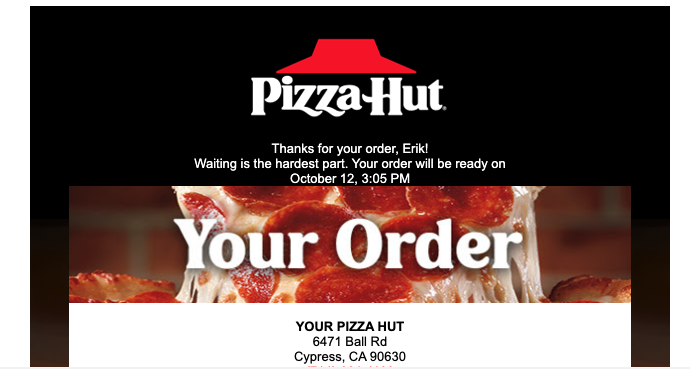 Pizza Hut
Thanks for your order, Erik!
Waiting is the hardest part. Your order will be ready on
October 12, 3:05 PM
Your Order
YOUR PIZZA HUT
6471 Ball Rd
Cypress, CA 90630